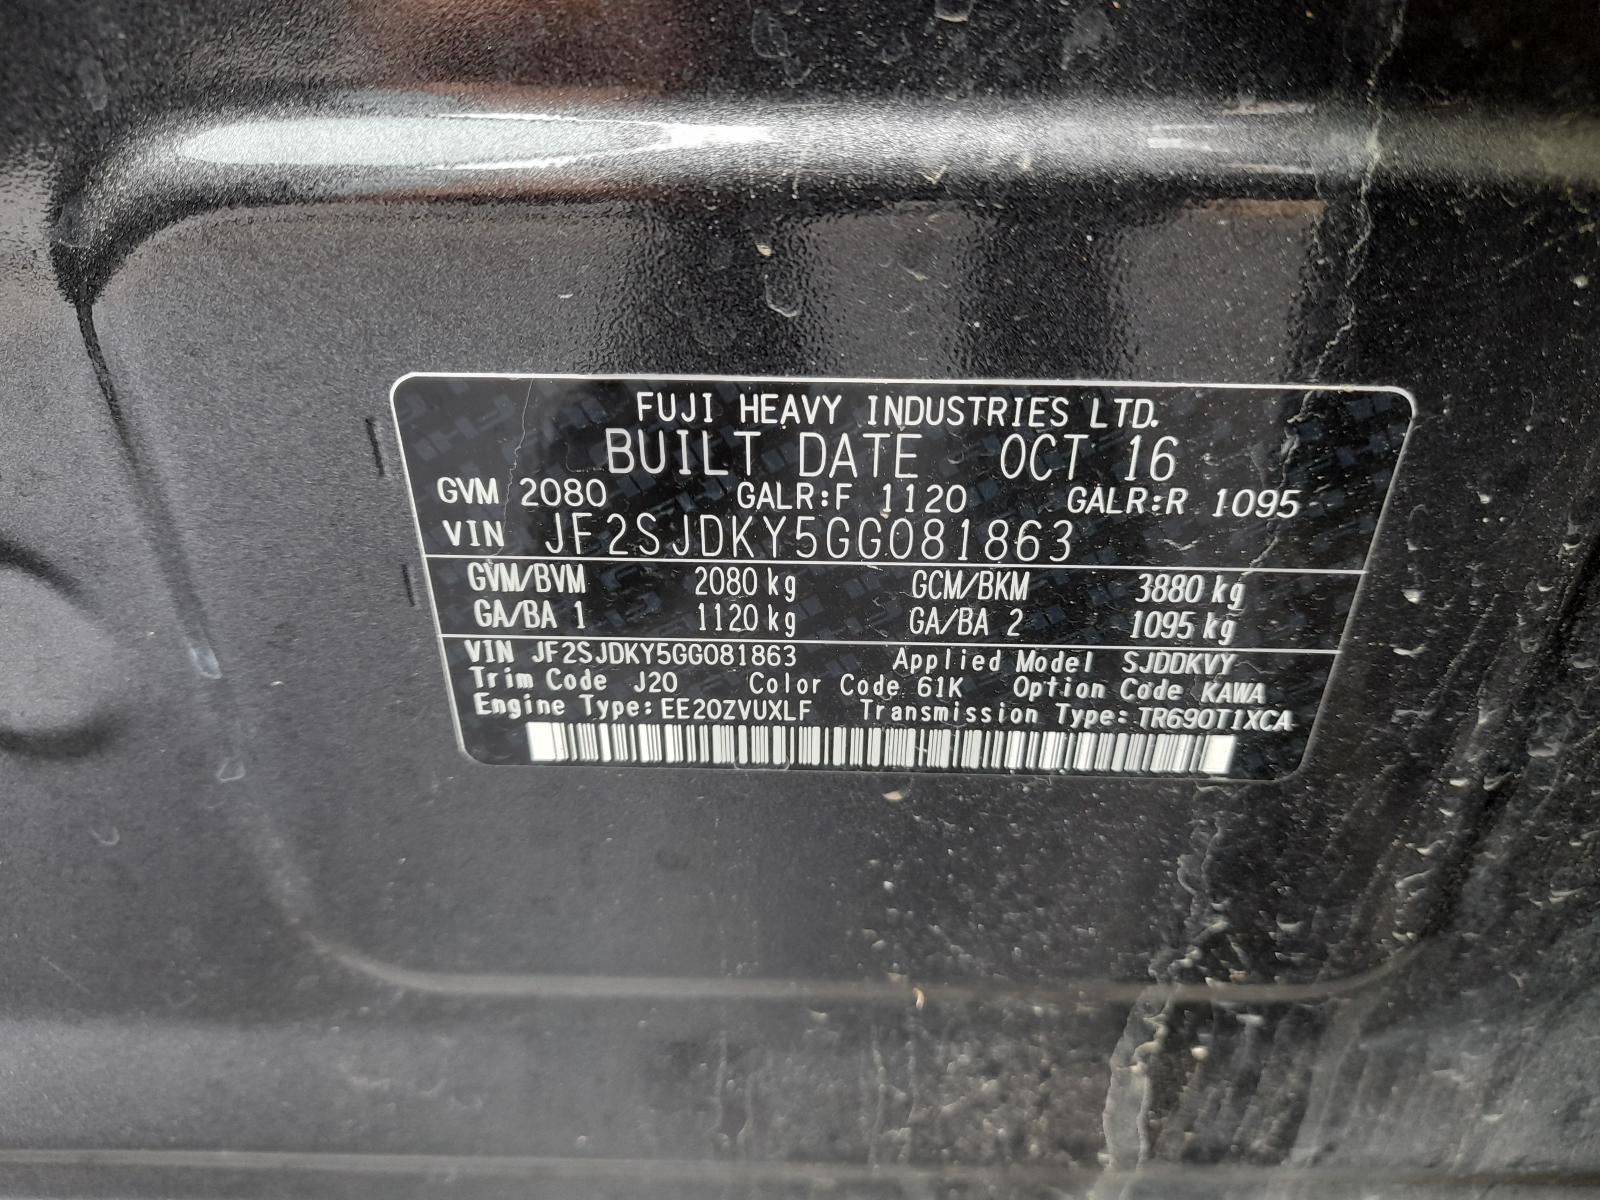 FUJI HEAVY INDUSTRIES LTD.
BUILT DATE OCT 16
GVM 2080 GALR:F 1120 GALR:R 1095
VIN JF2SJDKY5GG081863
GVM/BVM 2080 kg GCM/BKM 3880 kg
GA/BA 1 1120 kg GA/BA 2 1095 kg
VIN JF2SJDKY5GG081863 Applied Model SJDDKVY
Trim Code J20 Color Code 61K Option Code KAWA
Engine Type: EE20ZVUXLF Transmission Type: TR690T1XCA